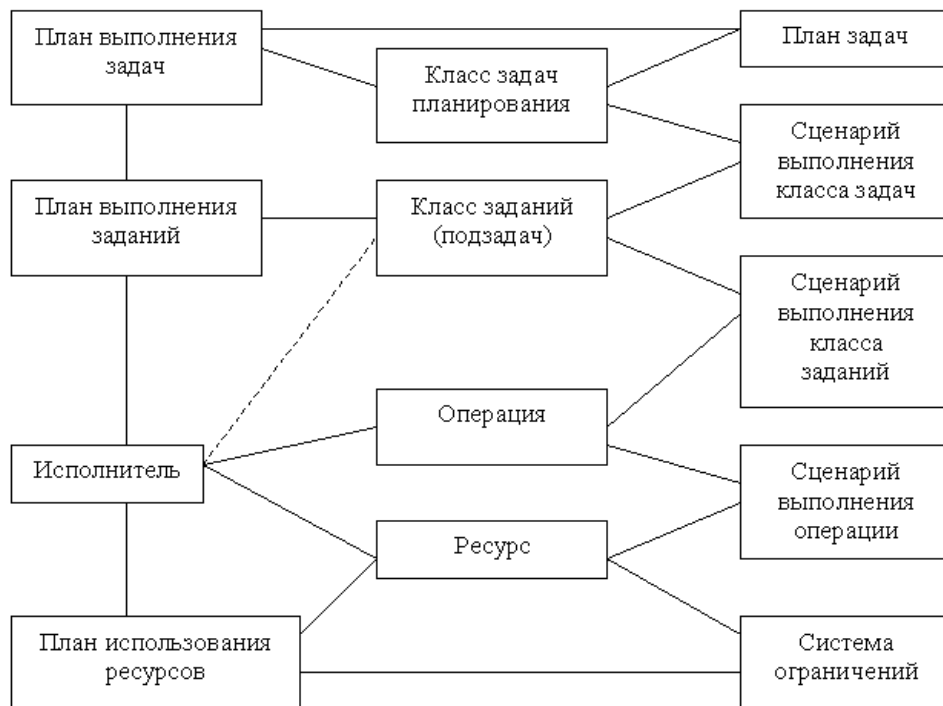 План выполнения
задач
План задач
Класс задач
планирования
Сценарий
выполнения
класса задач
План выполнения
заданий
Класс заданий
(подзадач)
Сценарий
выполнения
класса
заданий
Операция
Исполнитель
Сценарий
выполнения
операции
Ресурс
План использования
ресурсов
Система
ограничений